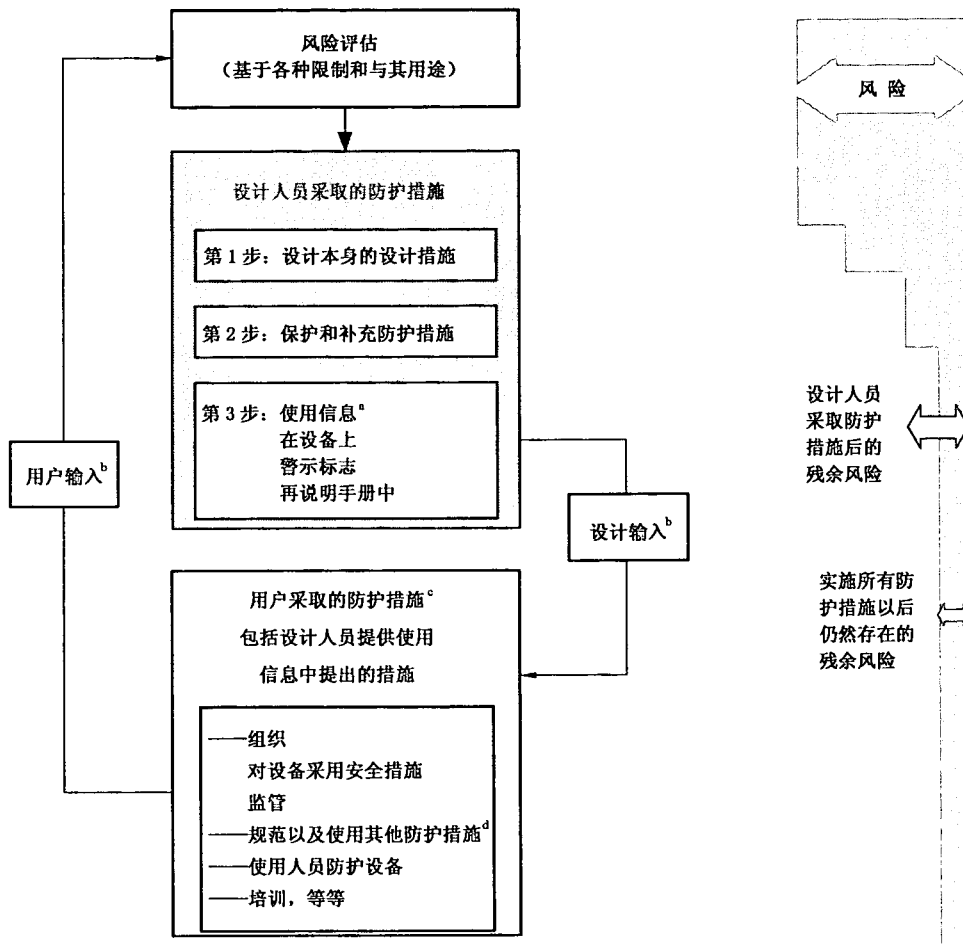 风险评估
（基于各种限制和与其用途）
设计人员采取的防护措施
第1步：设计本身的设计措施
第2步：保护和补充防护措施
第3步：使用信息a
在设备上
警示标志
再说明手册中
用户输入b
设计输入b
用户采取的防护措施c
包括设计人员提供使用
信息中提出的措施
——组织
对设备采用安全措施
监管
——规范以及使用其他防护措施d
——使用人员防护设备
——培训，等等
风 险
设计人员
采取防护
措施后的
残余风险
实施所有防
护措施以后
仍然存在的
残余风险